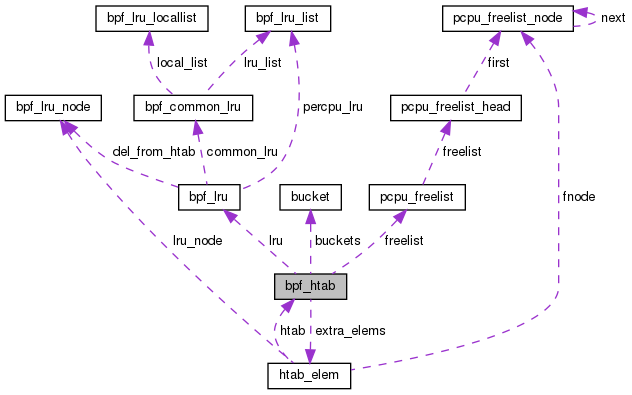 bpf_lru_locallist
bpf_lru_list
pcpu_freelist_node
next
local_list
lru_list
first
bpf_lru_node
bpf_common_lru
percpu_lru
pcpu_freelist_head
del_from_htab
common_lru
freelist
bpf_lru
bucket
pcpu_freelist
fnode
lru_node
lru
buckets
freelist
bpf_htab
htab
extra_elems
htab_elem